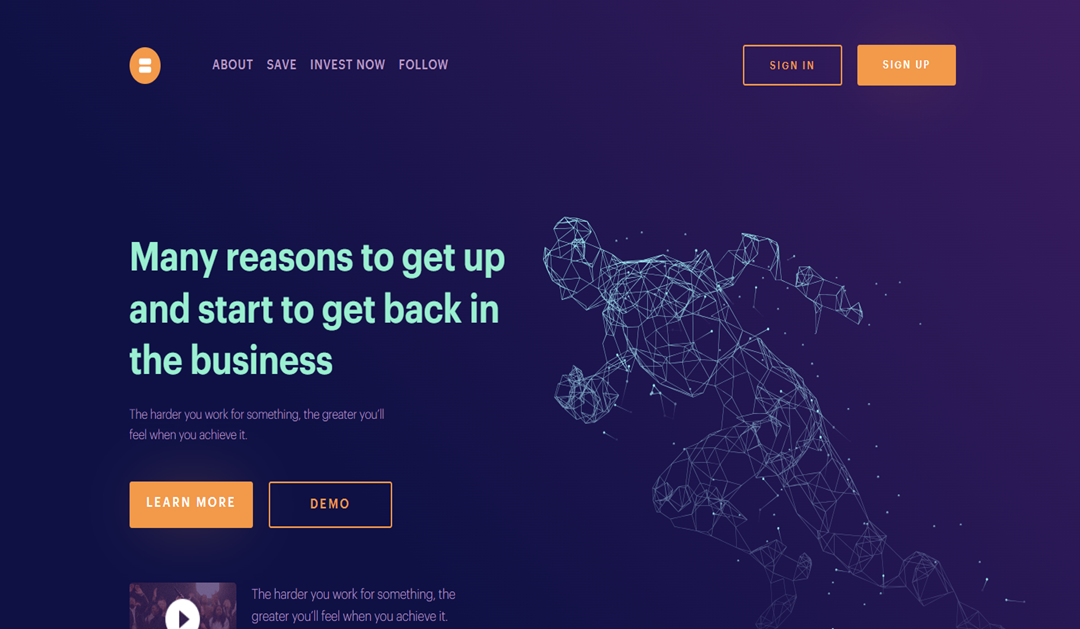 ABOUT SAVE INVEST NOW FOLLOW SIGN IN SIGN UP
Many reasons to get up
and start to get back in
the business
The harder you work for something, the greater you'll
feel when you achieve it.
LEARN MORE DEMO
The harder you work for something, the
greater you'll feel when you achieve it.